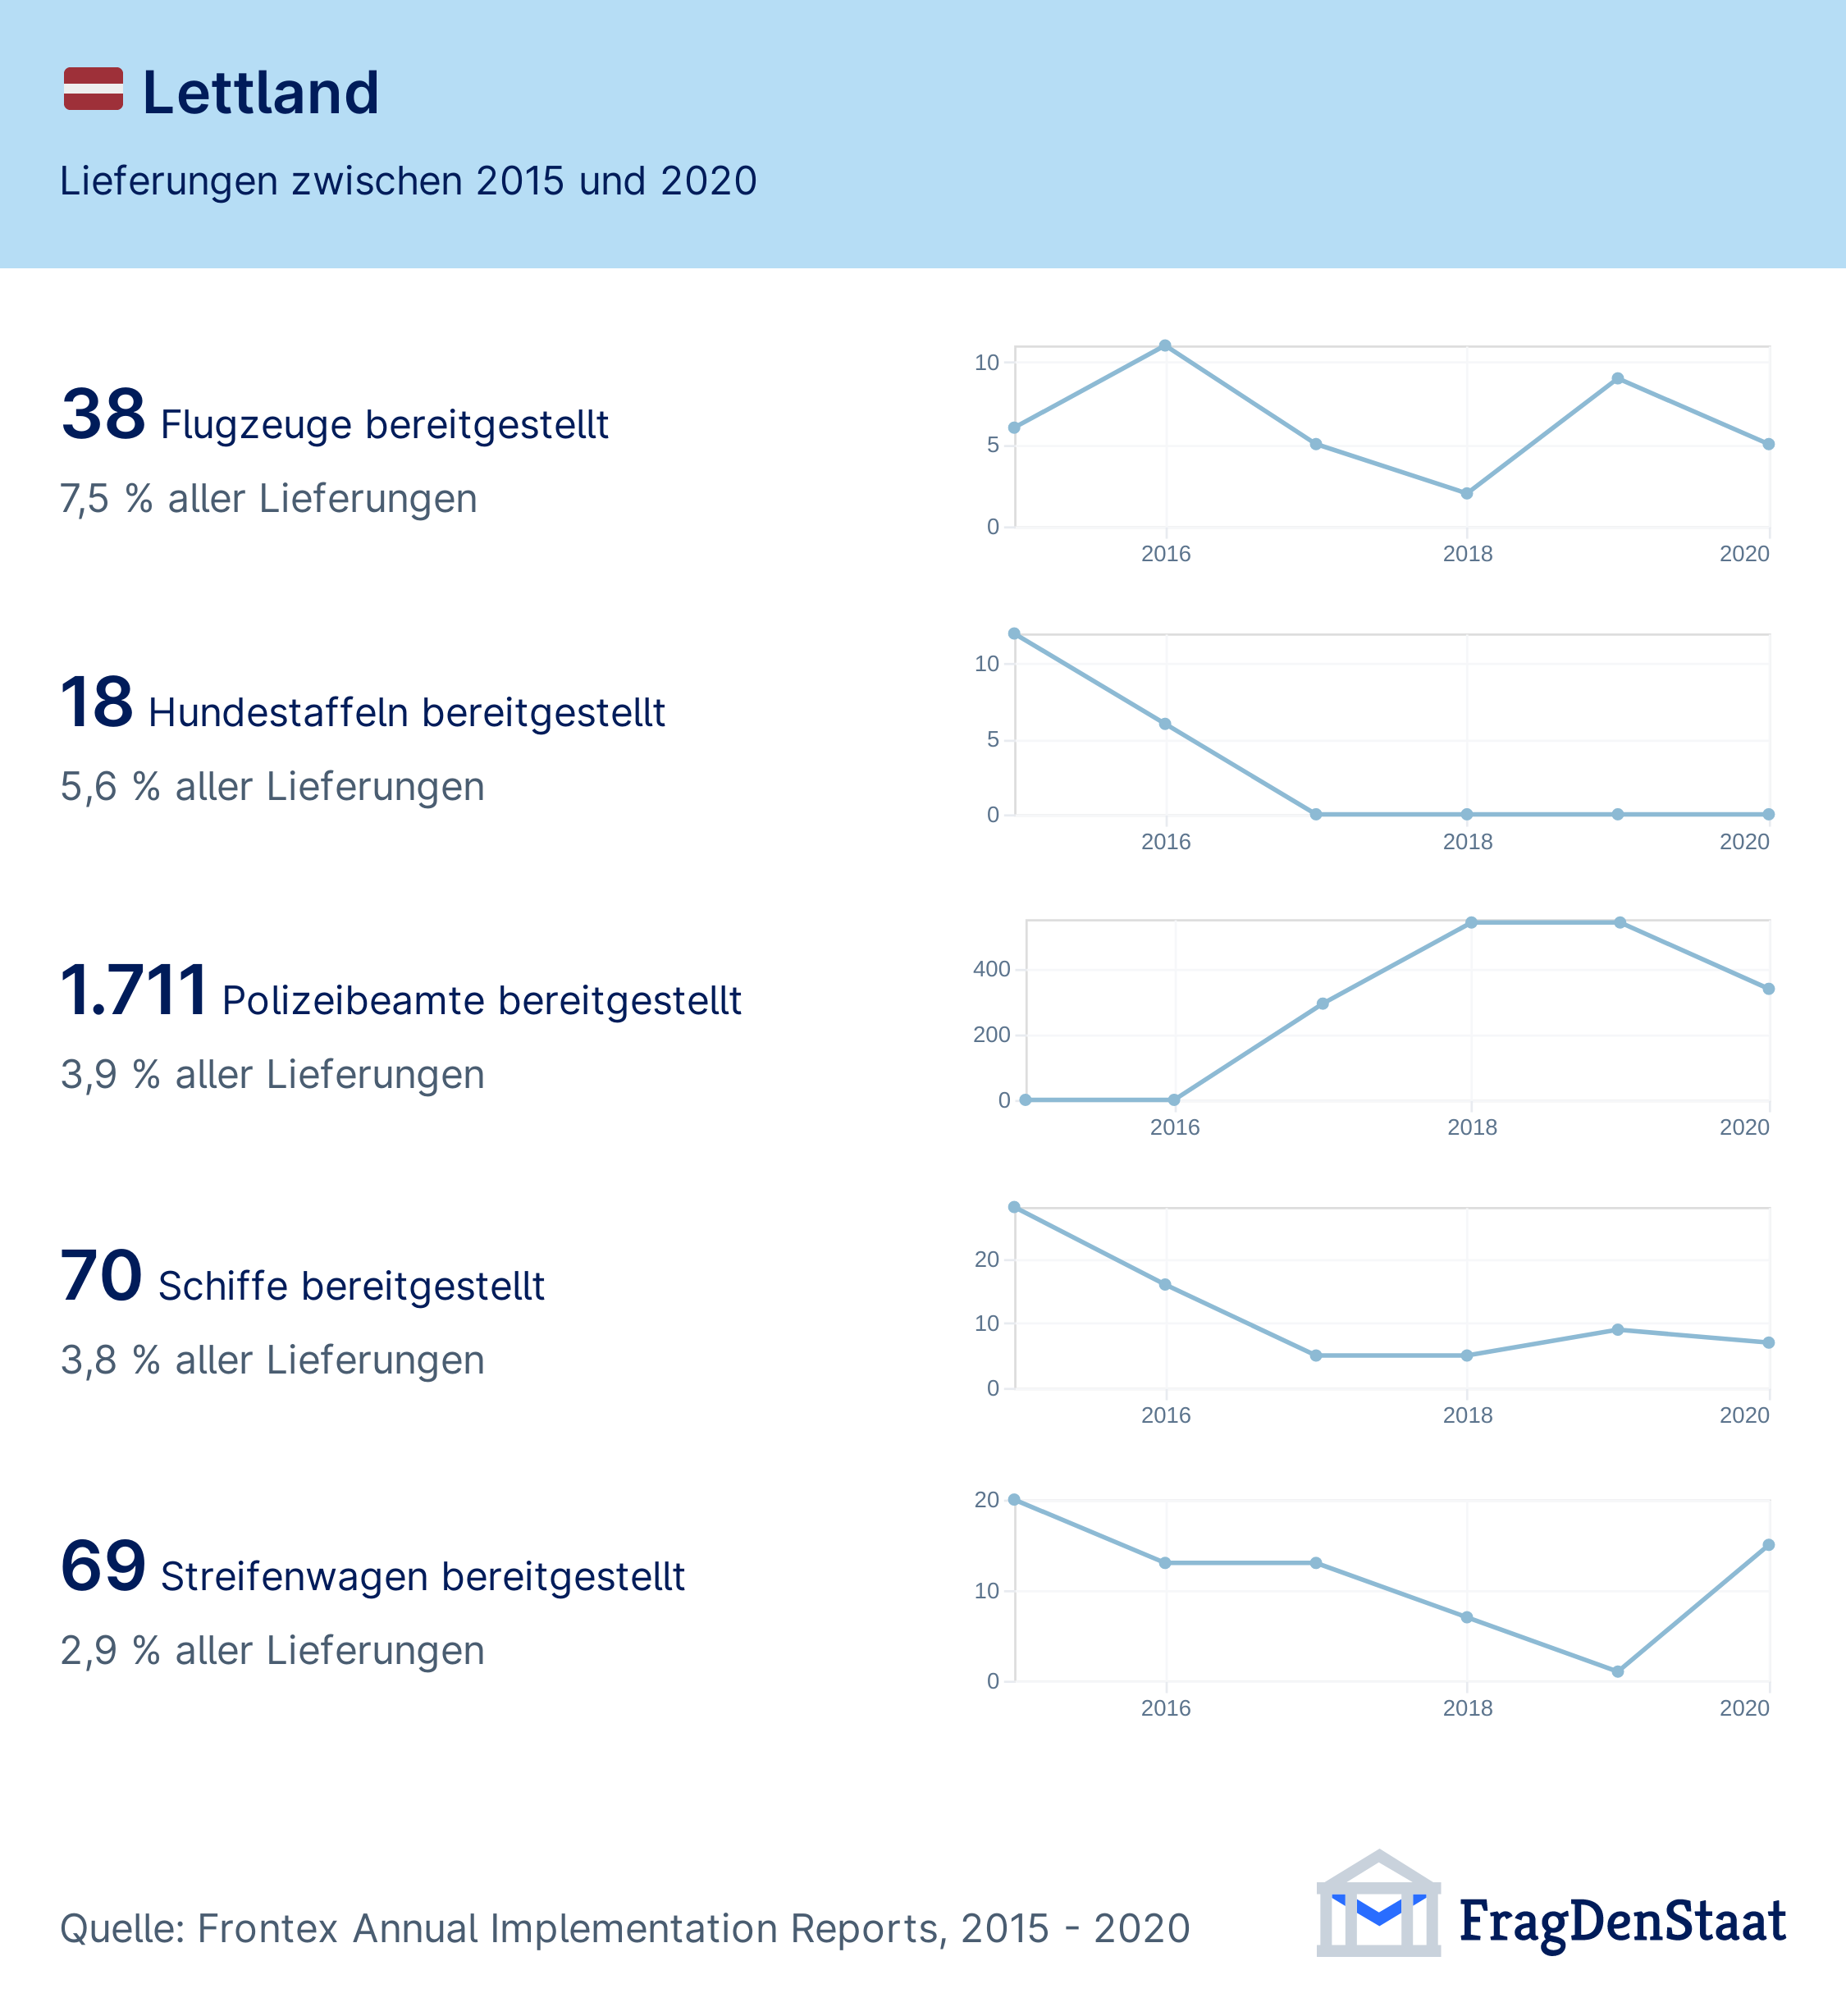 Lettland
Lieferungen zwischen 2015 und 2020
38 Flugzeuge bereitgestellt
7,5 % aller Lieferungen
10
5
0
2016 2018 2020
18 Hundestaffeln bereitgestellt
5,6 % aller Lieferungen
10
5
0
2016 2018 2020
1.711 Polizeibeamte bereitgestellt
3,9 % aller Lieferungen
400
200
0
2016 2018 2020
70 Schiffe bereitgestellt
3,8 % aller Lieferungen
20
10
0
2016 2018 2020
69 Streifenwagen bereitgestellt
2,9 % aller Lieferungen
20
10
0
2016 2018 2020
Quelle: Frontex Annual Implementation Reports, 2015 - 2020
FragDenStaat